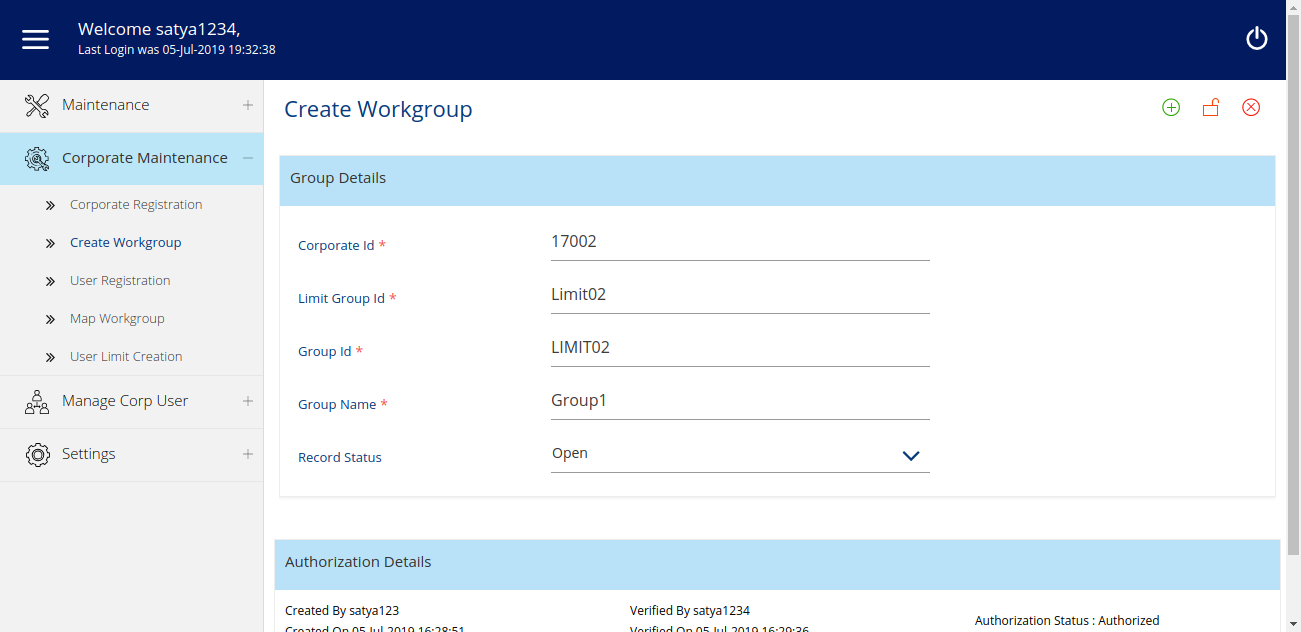 Welcome satya1234,
Last Login was 05-Jul-2019 19:32:38
Maintenance +
Corporate Maintenance −
Corporate Registration
Create Workgroup
User Registration
Map Workgroup
User Limit Creation
Manage Corp User +
Settings +
Create Workgroup
Group Details
Corporate Id * 17002
Limit Group Id * Limit02
Group Id * LIMIT02
Group Name * Group1
Record Status Open
Authorization Details
Created By satya123
Verified By satya1234
Authorization Status : Authorized
Created On 05-Jul-2019 16:28:51
Verified On 05-Jul-2019 16:29:36